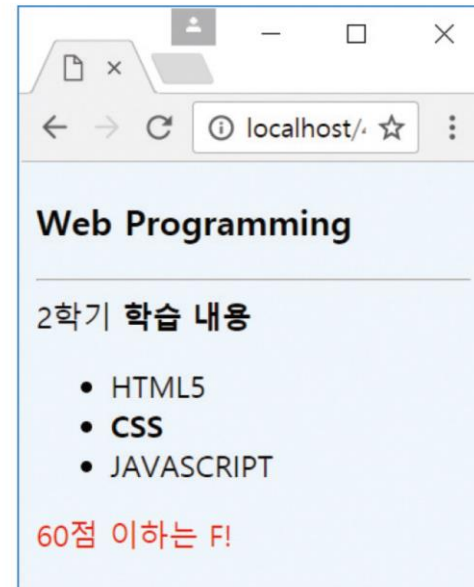 localhost/
Web Programming
2학기 학습 내용
HTML5
CSS
JAVASCRIPT
60점 이하는 F!